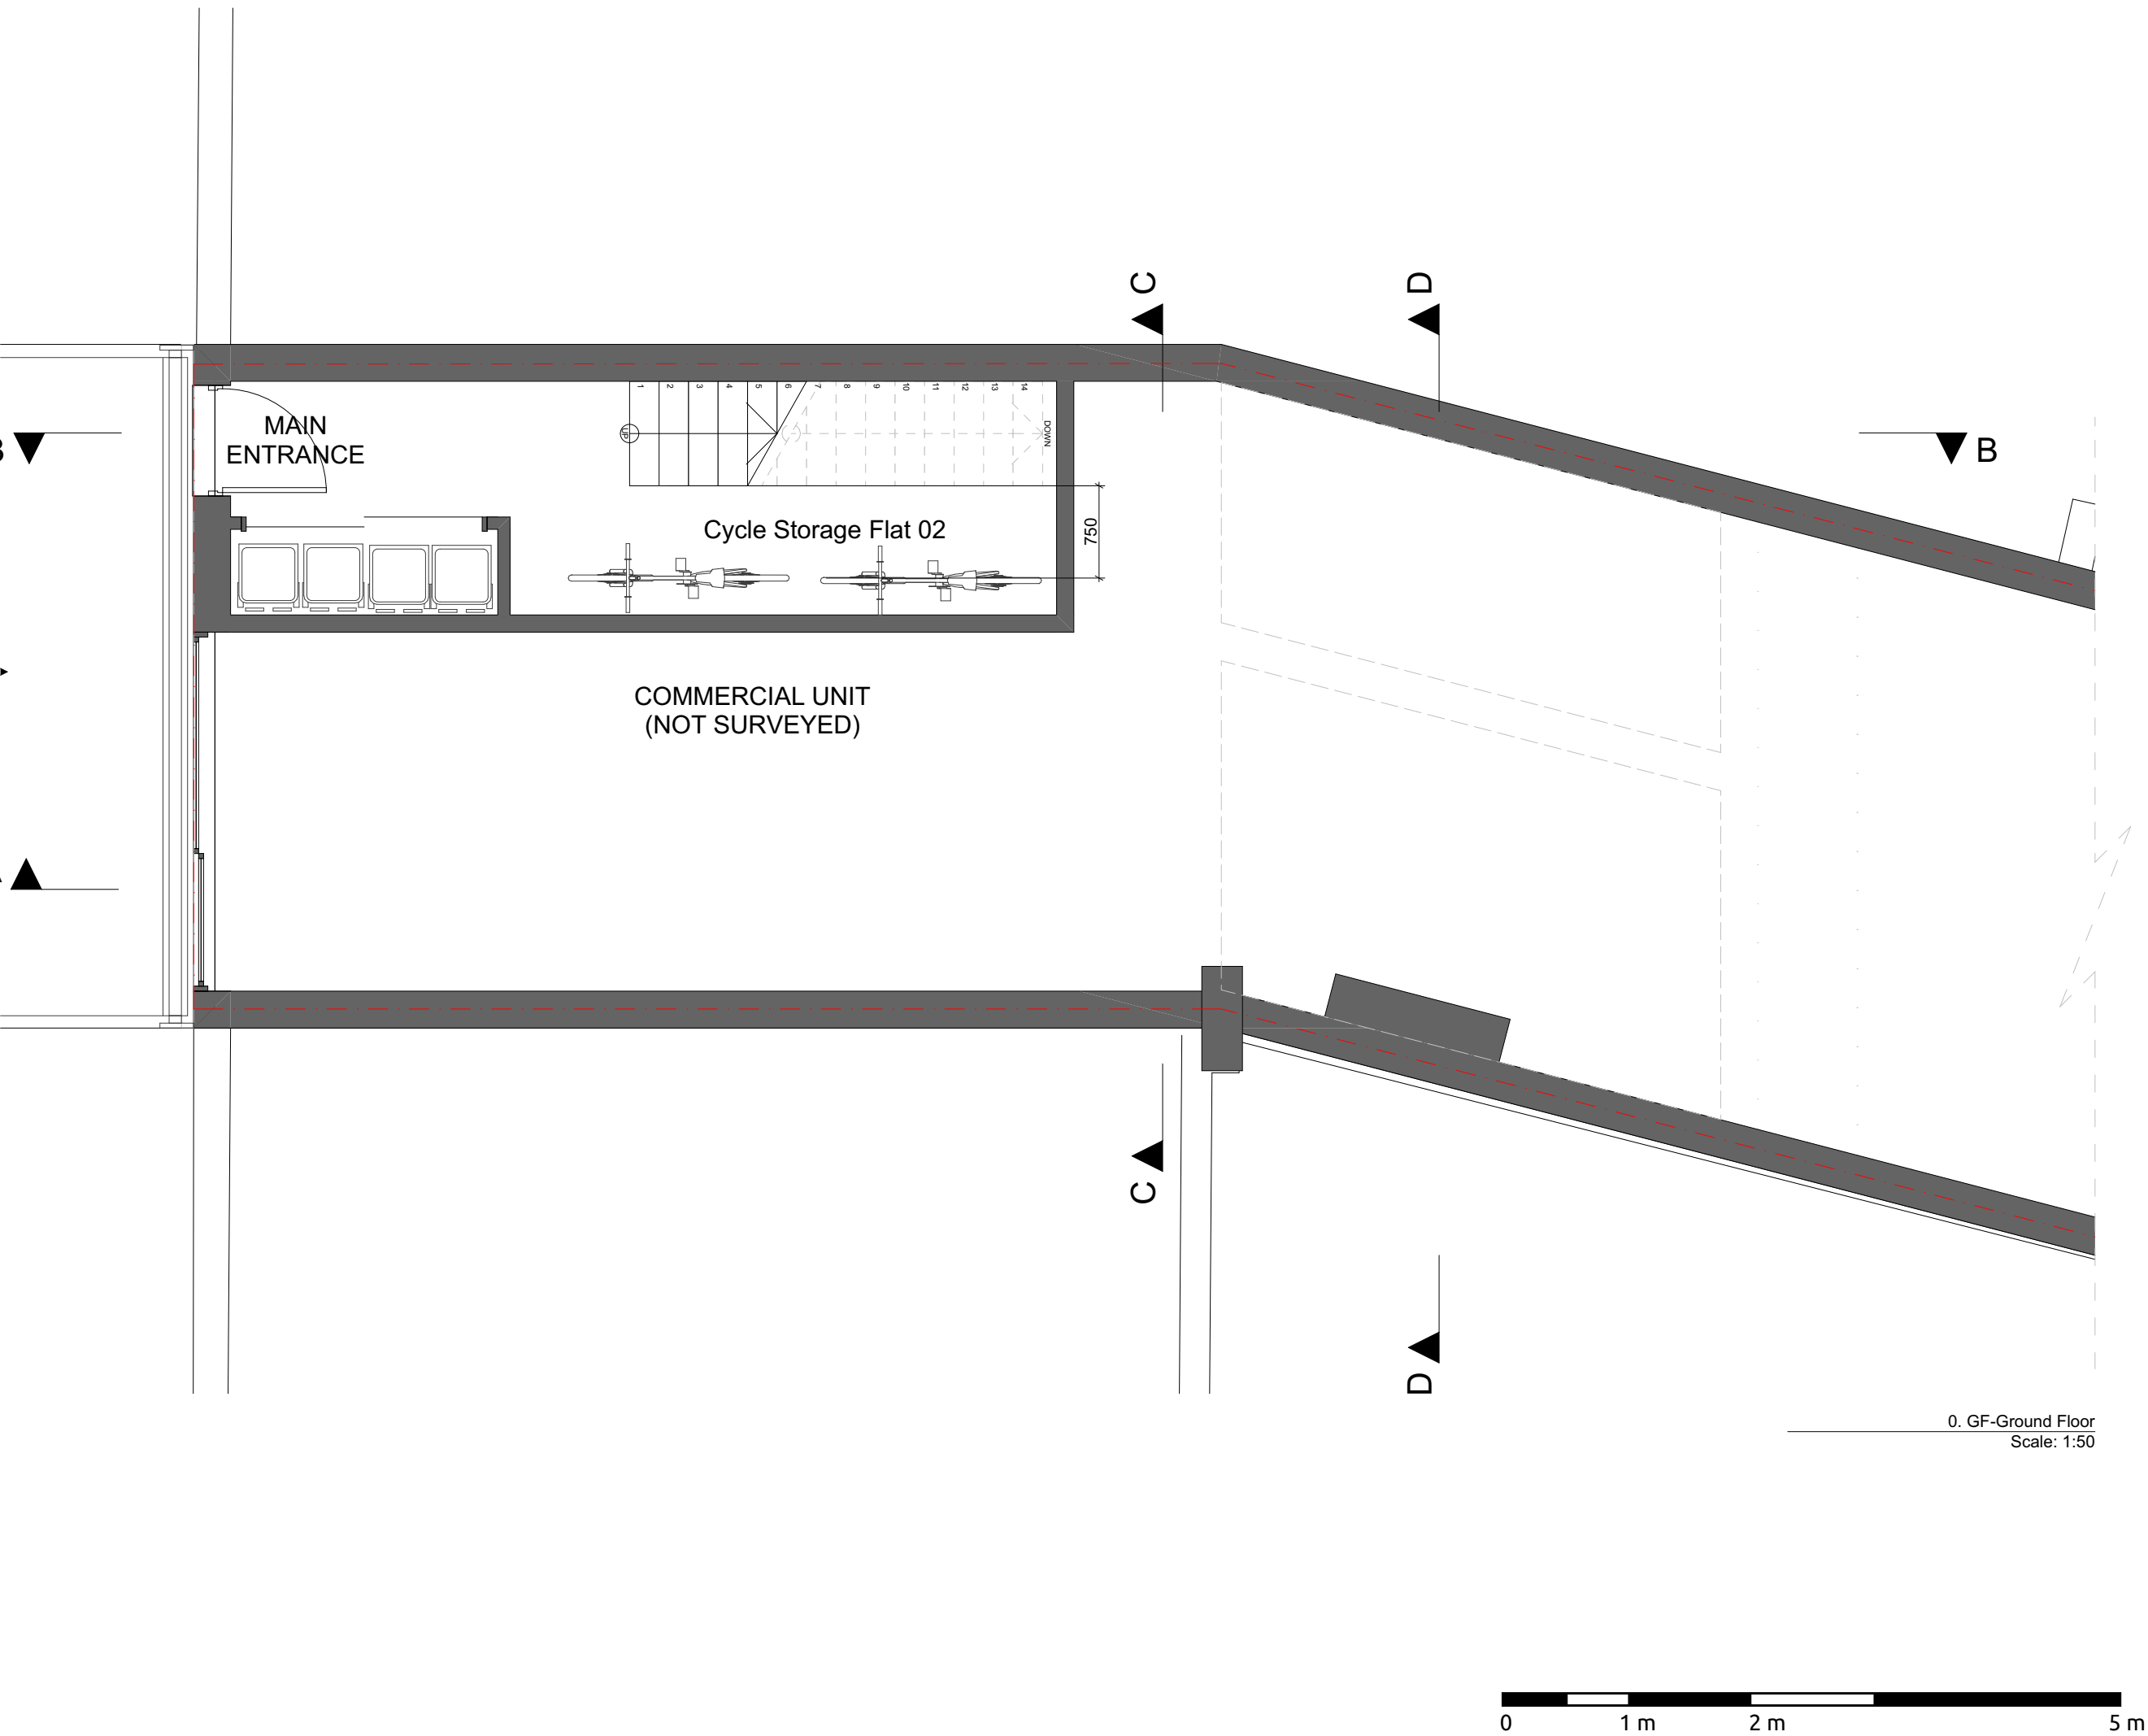 C
D
MAIN
ENTRANCE
1
2
3
4
5
6
7
8
9
10
11
12
13
14
UP
DOWN
B
Cycle Storage Flat 02
750
COMMERCIAL UNIT
(NOT SURVEYED)
C
D
0. GF-Ground Floor
Scale: 1:50
0
1 m
2 m
5 m